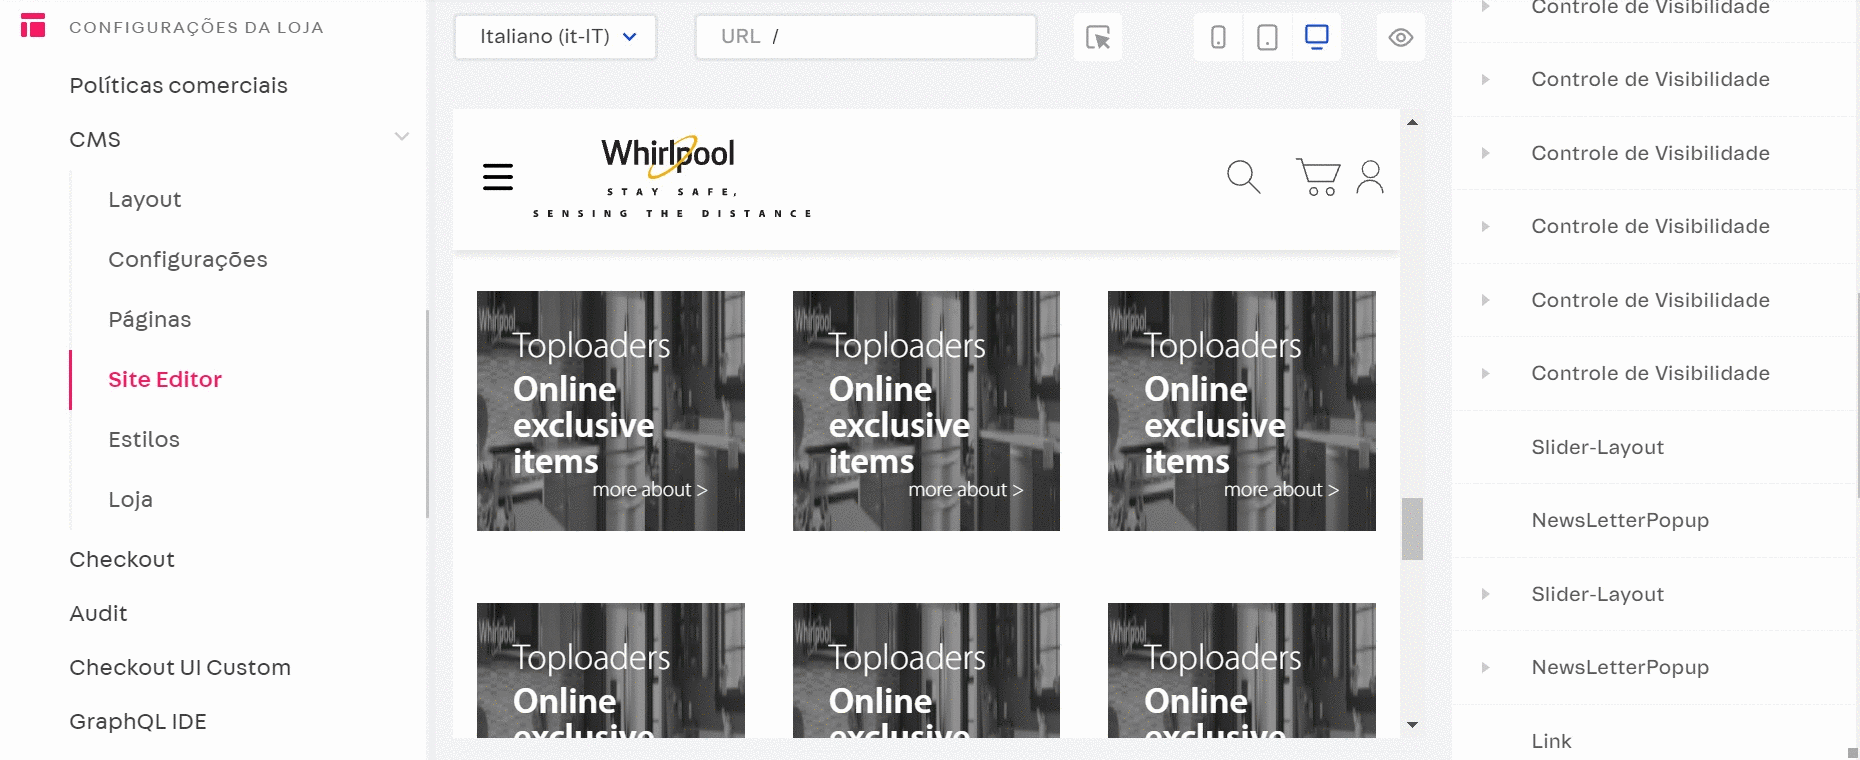 CONFIGURAÇÕES DA LOJA
Políticas comerciais
CMS
Layout
Configurações
Páginas
Site Editor
Estilos
Loja
Checkout
Audit
Checkout UI Custom
GraphQL IDE
Italiano (it-IT)
URL /
Whirlpool
STAY SAFE,
SENSING THE DISTANCE
Whirlpool
Toploaders
Online
exclusive
items
more about >
Whirlpool
Toploaders
Online
exclusive
items
more about >
Whirlpool
Toploaders
Online
exclusive
items
more about >
Whirlpool
Toploaders
Online
exclusive
Whirlpool
Toploaders
Online
exclusive
Whirlpool
Toploaders
Online
exclusive
Controle de Visibilidade
Controle de Visibilidade
Controle de Visibilidade
Controle de Visibilidade
Controle de Visibilidade
Controle de Visibilidade
Slider-Layout
NewsLetterPopup
Slider-Layout
NewsLetterPopup
Link